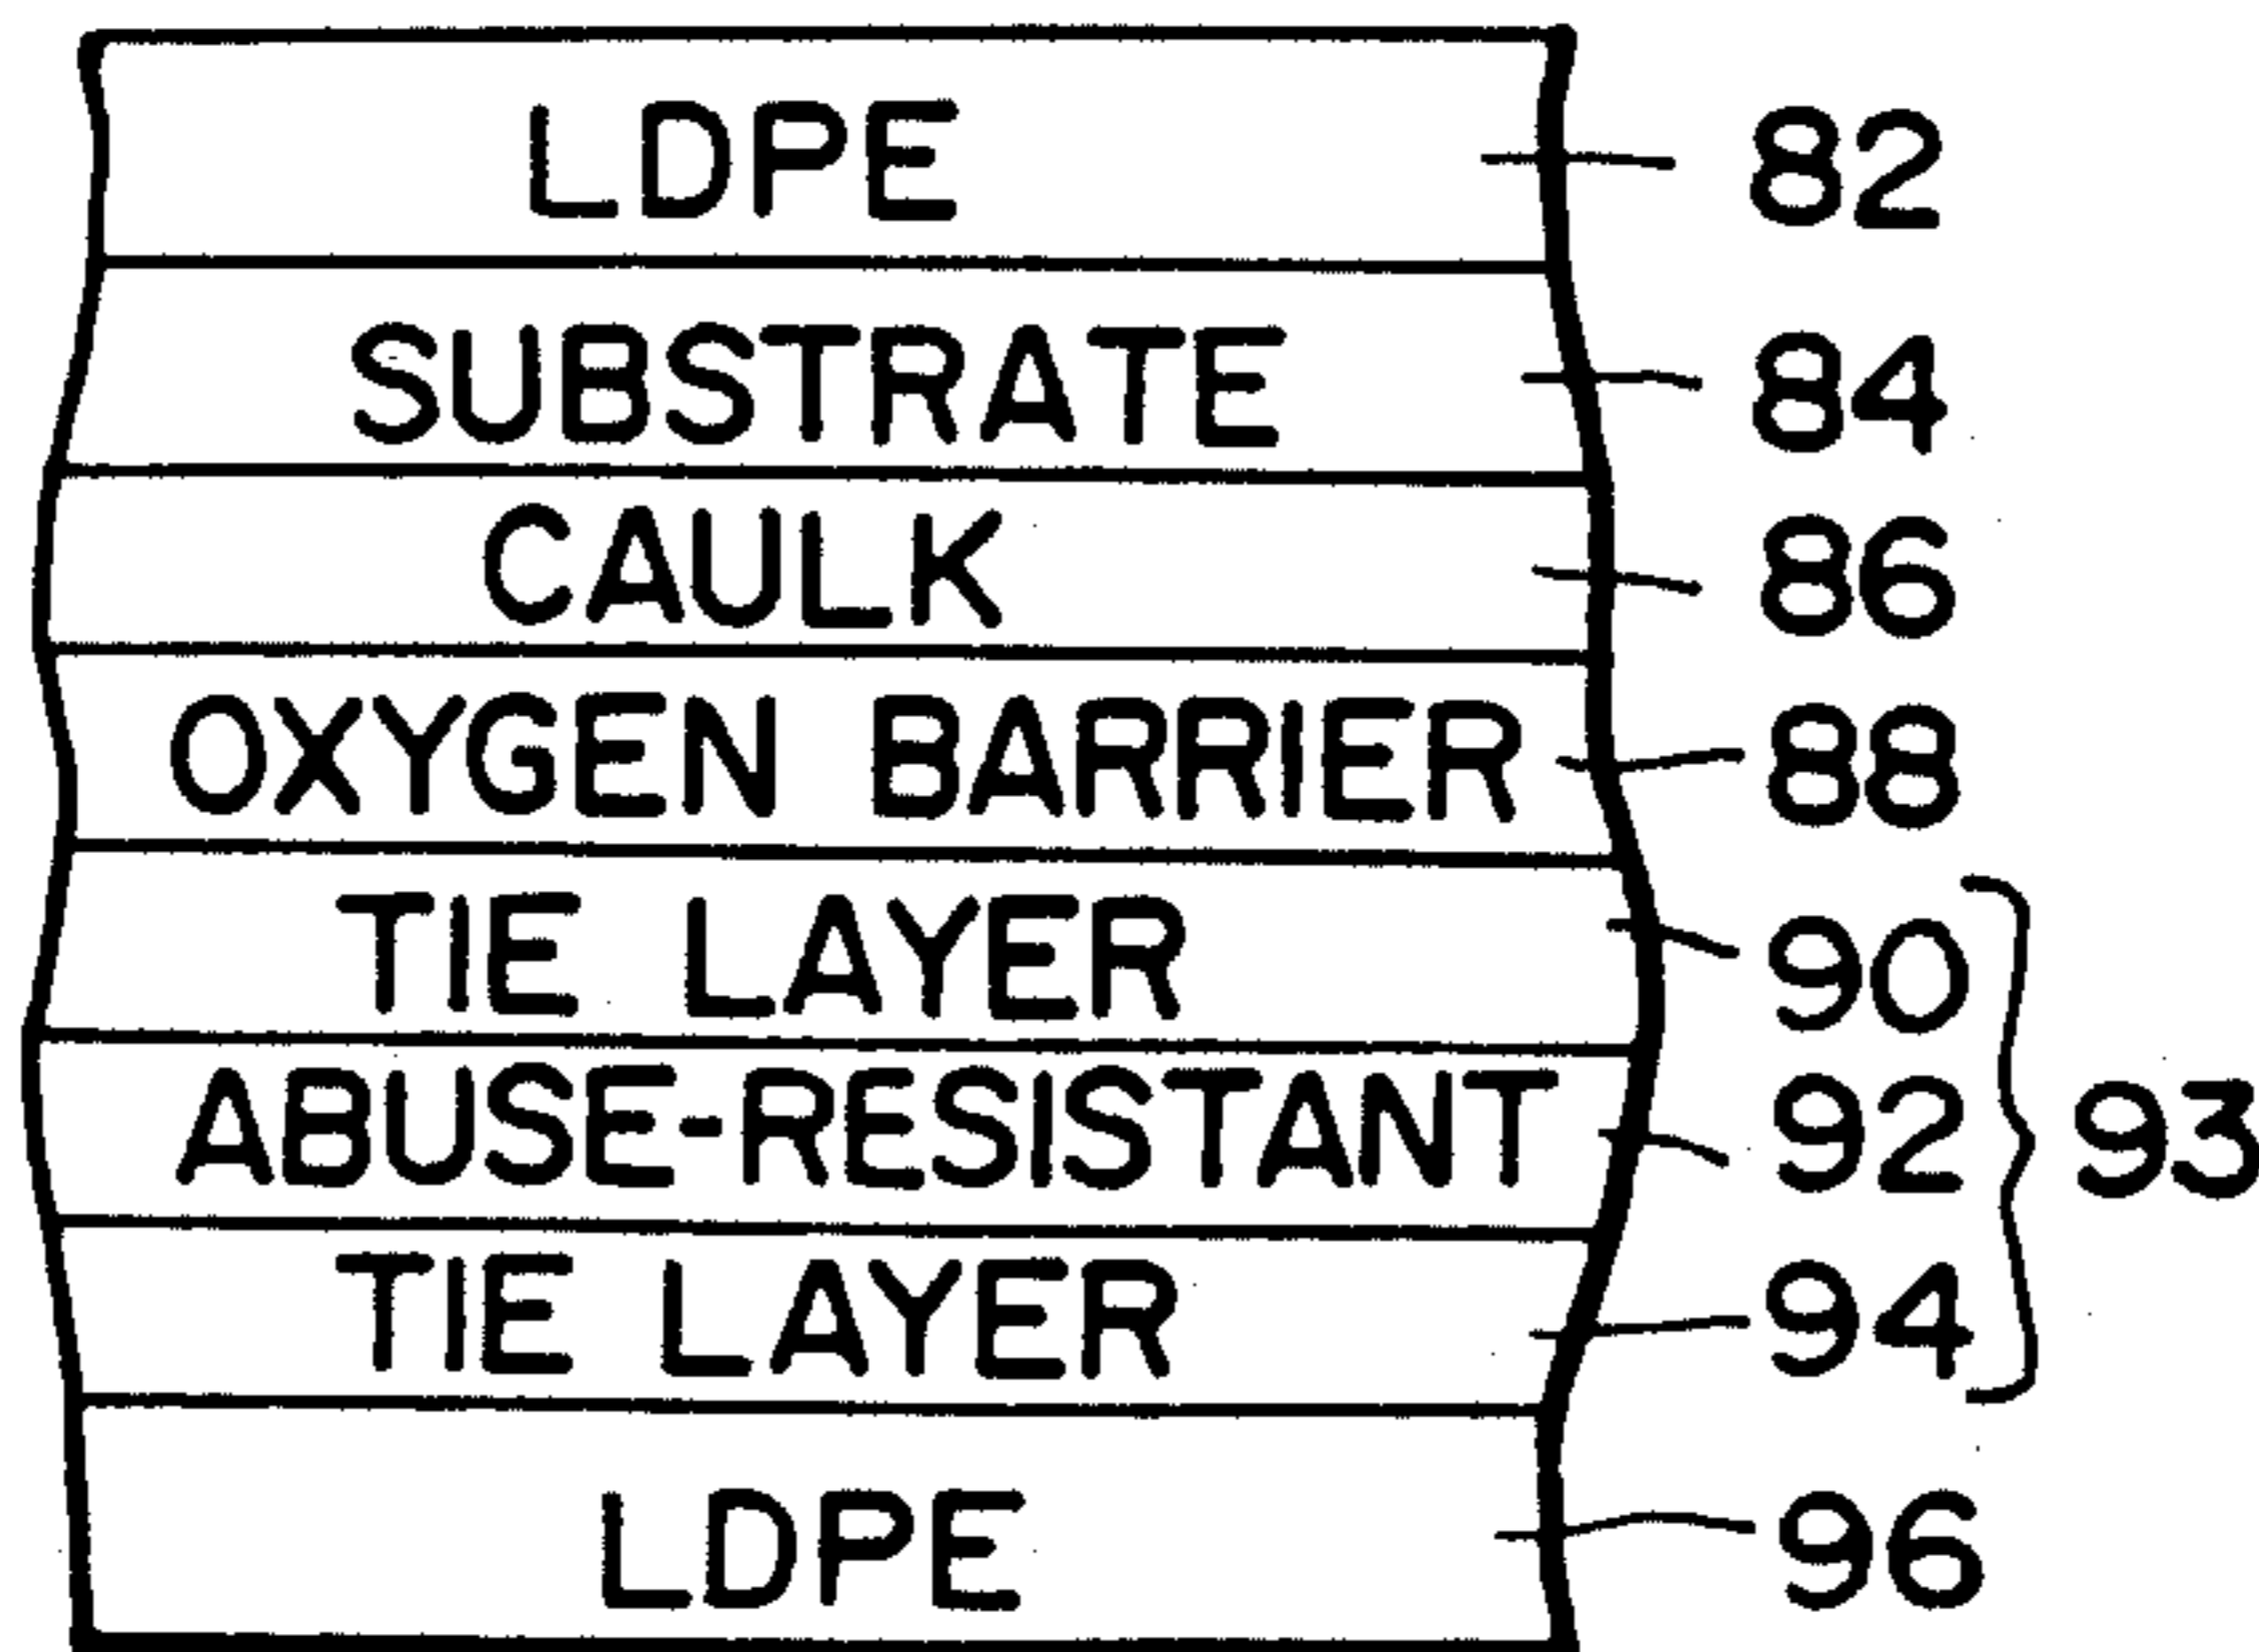 LDPE 82
SUBSTRATE 84
CAULK 86
OXYGEN BARRIER 88
TIE LAYER 90
ABUSE-RESISTANT 92 93
TIE LAYER 94
LDPE 96